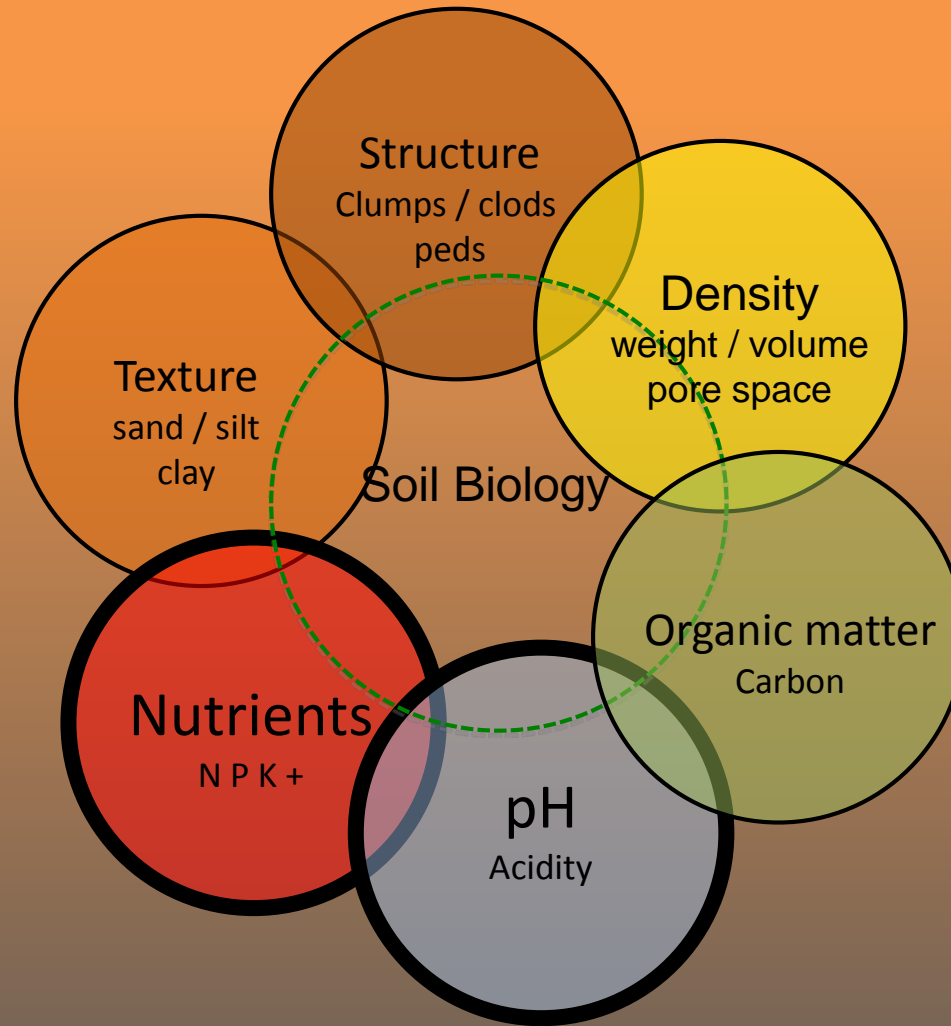 Structure
Clumps / clods
peds
Density
weight / volume
pore space
Texture
sand / silt
clay
Soil Biology
Organic matter
Carbon
Nutrients
N P K +
pH
Acidity